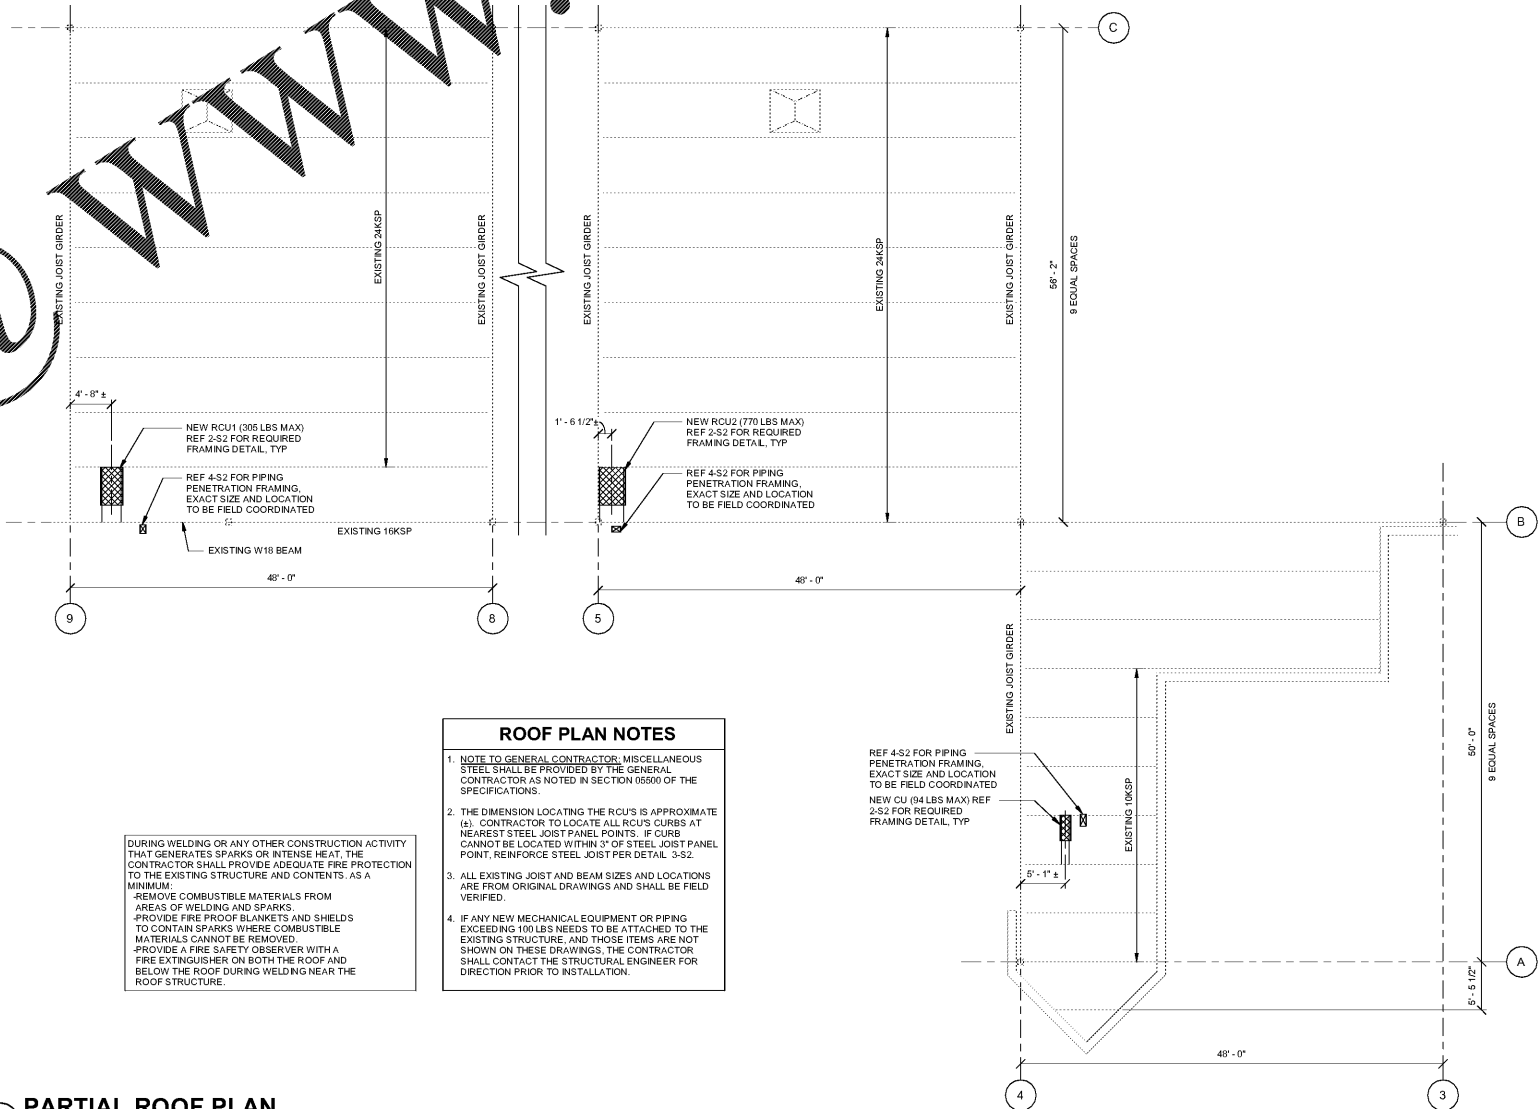 @ www.
C
EXISTING JOIST GIRDER
EXISTING 24KSP
EXISTING JOIST GIRDER
EXISTING JOIST GIRDER
EXISTING 24KSP
EXISTING JOIST GIRDER
56' - 2"
9 EQUAL SPACES
4' - 8" ±
NEW RCU1 (305 LBS MAX)
REF 2-S2 FOR REQUIRED
FRAMING DETAIL, TYP
REF 4-S2 FOR PIPING
PENETRATION FRAMING,
EXACT SIZE AND LOCATION
TO BE FIELD COORDINATED
EXISTING 16KSP
EXISTING W18 BEAM
1' - 6 1/2"±
NEW RCU2 (770 LBS MAX)
REF 2-S2 FOR REQUIRED
FRAMING DETAIL, TYP
REF 4-S2 FOR PIPING
PENETRATION FRAMING,
EXACT SIZE AND LOCATION
TO BE FIELD COORDINATED
B
48' - 0"
48' - 0"
9
8
5
EXISTING JOIST GIRDER
ROOF PLAN NOTES
1. NOTE TO GENERAL CONTRACTOR: MISCELLANEOUS
STEEL SHALL BE PROVIDED BY THE GENERAL
CONTRACTOR AS NOTED IN SECTION 05500 OF THE
SPECIFICATIONS.
2. THE DIMENSION LOCATING THE RCU'S IS APPROXIMATE
(±). CONTRACTOR TO LOCATE ALL RCU'S CURBS AT
NEAREST STEEL JOIST PANEL POINTS. IF CURB
CANNOT BE LOCATED WITHIN 3" OF STEEL JOIST PANEL
POINT, REINFORCE STEEL JOIST PER DETAIL 3-S2.
3. ALL EXISTING JOIST AND BEAM SIZES AND LOCATIONS
ARE FROM ORIGINAL DRAWINGS AND SHALL BE FIELD
VERIFIED.
4. IF ANY NEW MECHANICAL EQUIPMENT OR PIPING
EXCEEDING 100 LBS NEEDS TO BE ATTACHED TO THE
EXISTING STRUCTURE, AND THOSE ITEMS ARE NOT
SHOWN ON THESE DRAWINGS, THE CONTRACTOR
SHALL CONTACT THE STRUCTURAL ENGINEER FOR
DIRECTION PRIOR TO INSTALLATION.
DURING WELDING OR ANY OTHER CONSTRUCTION ACTIVITY
THAT GENERATES SPARKS OR INTENSE HEAT, THE
CONTRACTOR SHALL PROVIDE ADEQUATE FIRE PROTECTION
TO THE EXISTING STRUCTURE AND CONTENTS. AS A
MINIMUM:
-REMOVE COMBUSTIBLE MATERIALS FROM
AREAS OF WELDING AND SPARKS.
-PROVIDE FIRE PROOF BLANKETS AND SHIELDS
TO CONTAIN SPARKS WHERE COMBUSTIBLE
MATERIALS CANNOT BE REMOVED.
-PROVIDE A FIRE SAFETY OBSERVER WITH A
FIRE EXTINGUISHER ON BOTH THE ROOF AND
BELOW THE ROOF DURING WELDING NEAR THE
ROOF STRUCTURE.
REF 4-S2 FOR PIPING
PENETRATION FRAMING,
EXACT SIZE AND LOCATION
TO BE FIELD COORDINATED
NEW CU (94 LBS MAX) REF
2-S2 FOR REQUIRED
FRAMING DETAIL, TYP
5' - 1" ±
EXISTING 10KSP
50' - 0"
9 EQUAL SPACES
A
5' - 5 1/2"
48' - 0"
4
3
PARTIAL ROOF PLAN